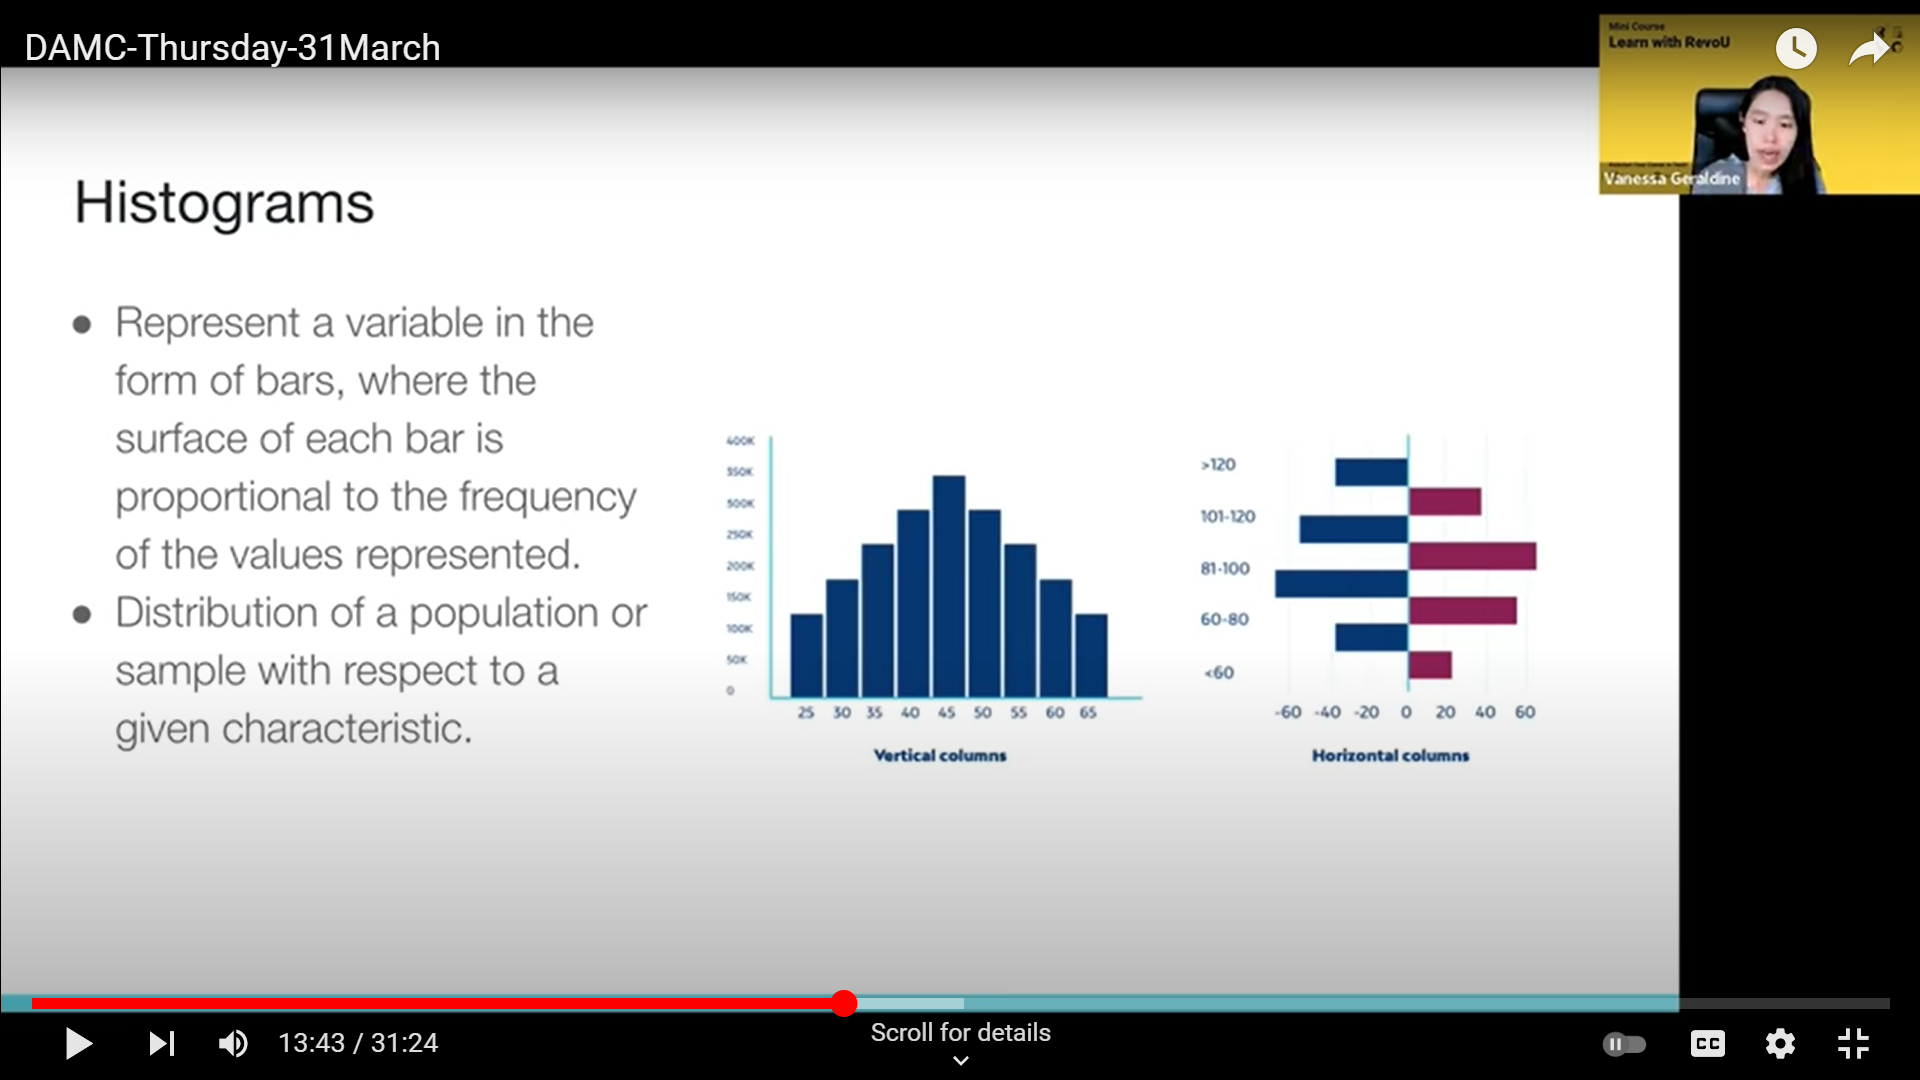 DAMC-Thursday-31March
Mini Course
Learn with RevoU
Vanessa Geraldine
Histograms
● Represent a variable in the
form of bars, where the
surface of each bar is
proportional to the frequency
of the values represented.
● Distribution of a population or
sample with respect to a
given characteristic.
400K
350K
300K
250K
200K
150K
100K
50K
0
25 30 35 40 45 50 55 60 65
Vertical columns
>120
101-120
81-100
60-80
<60
-60 -40 -20 0 20 40 60
Horizontal columns
13:43 / 31:24
Scroll for details
CC